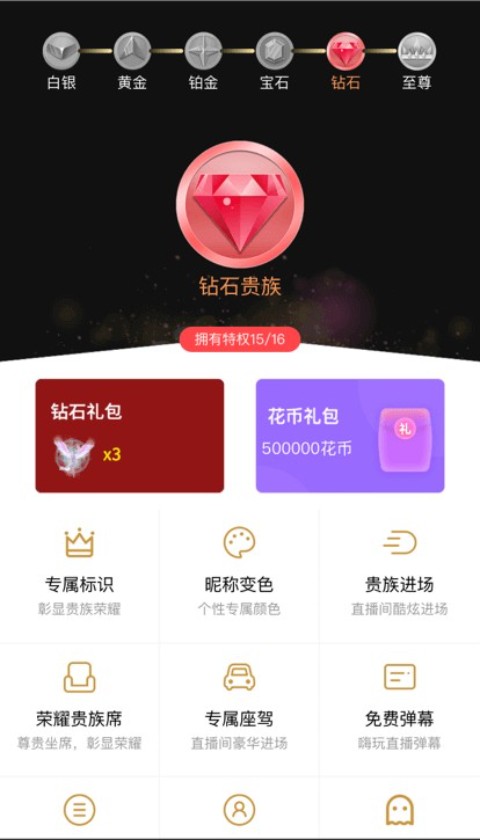 白银 黄金 铂金 宝石 钻石 至尊
钻石贵族
拥有特权15/16
钻石礼包
x3
花币礼包
500000花币
礼
专属标识 昵称变色 贵族进场
彰显贵族荣耀 个性专属颜色 直播间酷炫进场
荣耀贵族席 专属座驾 免费弹幕
尊贵坐席，彰显荣耀 直播间豪华进场 嗨玩直播弹幕